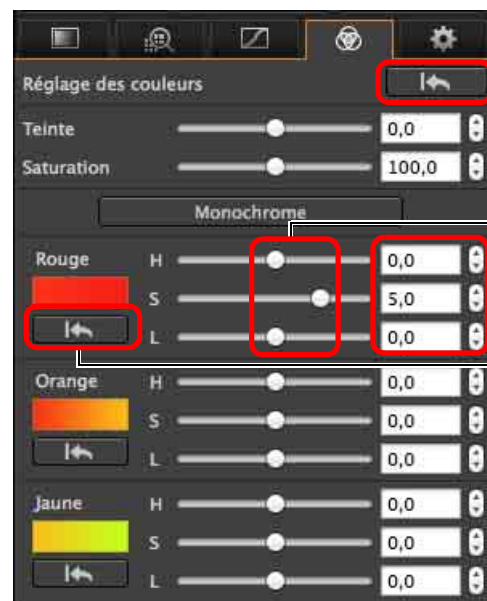 Réglage des couleurs
Teinte 0,0
Saturation 100,0
Monochrome
Rouge H 0,0
S 5,0
L 0,0
Orange H 0,0
S 0,0
L 0,0
Jaune H 0,0
S 0,0
L 0,0